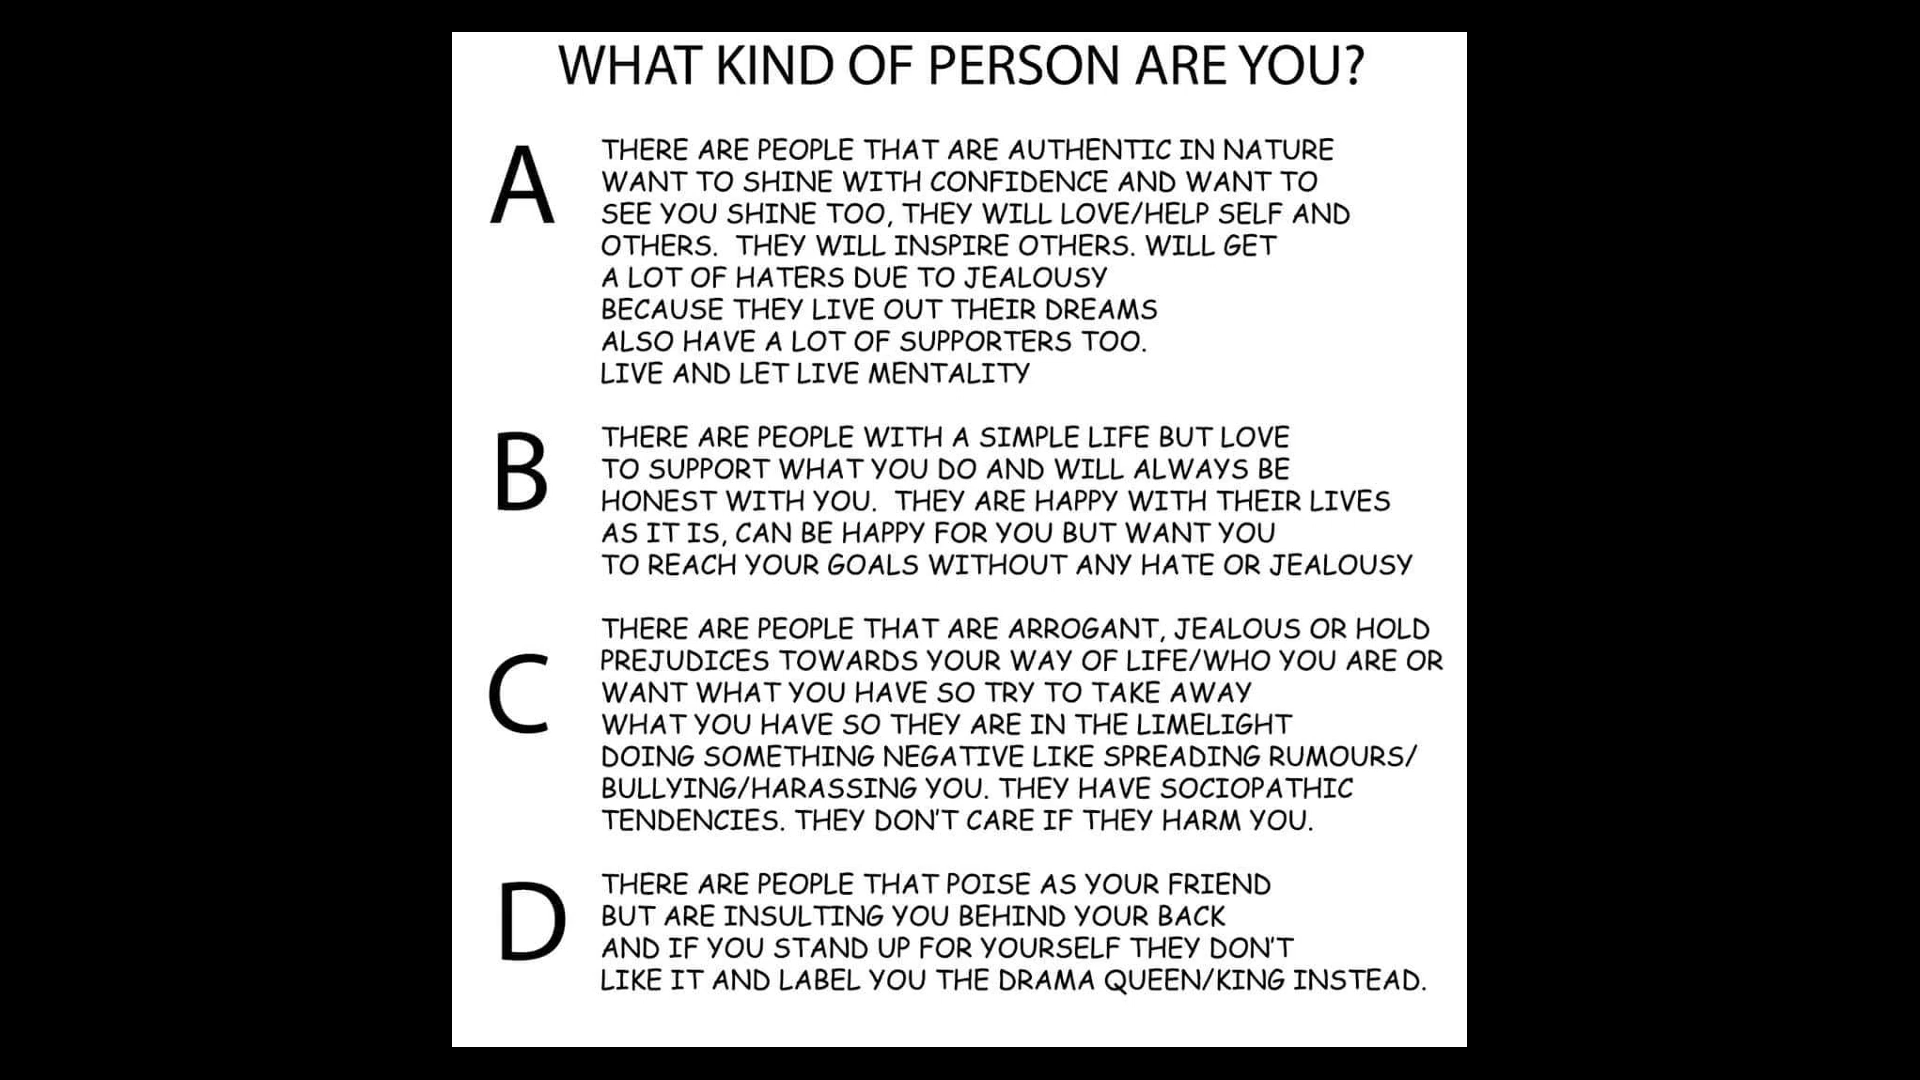 WHAT KIND OF PERSON ARE YOU?
A
THERE ARE PEOPLE THAT ARE AUTHENTIC IN NATURE
WANT TO SHINE WITH CONFIDENCE AND WANT TO
SEE YOU SHINE TOO, THEY WILL LOVE/HELP SELF AND
OTHERS.  THEY WILL INSPIRE OTHERS. WILL GET
A LOT OF HATERS DUE TO JEALOUSY
BECAUSE THEY LIVE OUT THEIR DREAMS
ALSO HAVE A LOT OF SUPPORTERS TOO.
LIVE AND LET LIVE MENTALITY
B
THERE ARE PEOPLE WITH A SIMPLE LIFE BUT LOVE
TO SUPPORT WHAT YOU DO AND WILL ALWAYS BE
HONEST WITH YOU.  THEY ARE HAPPY WITH THEIR LIVES
AS IT IS, CAN BE HAPPY FOR YOU BUT WANT YOU
TO REACH YOUR GOALS WITHOUT ANY HATE OR JEALOUSY
C
THERE ARE PEOPLE THAT ARE ARROGANT, JEALOUS OR HOLD
PREJUDICES TOWARDS YOUR WAY OF LIFE/WHO YOU ARE OR
WANT WHAT YOU HAVE SO TRY TO TAKE AWAY
WHAT YOU HAVE SO THEY ARE IN THE LIMELIGHT
DOING SOMETHING NEGATIVE LIKE SPREADING RUMOURS/
BULLYING/HARASSING YOU. THEY HAVE SOCIOPATHIC
TENDENCIES. THEY DON'T CARE IF THEY HARM YOU.
D
THERE ARE PEOPLE THAT POISE AS YOUR FRIEND
BUT ARE INSULTING YOU BEHIND YOUR BACK
AND IF YOU STAND UP FOR YOURSELF THEY DON'T
LIKE IT AND LABEL YOU THE DRAMA QUEEN/KING INSTEAD.